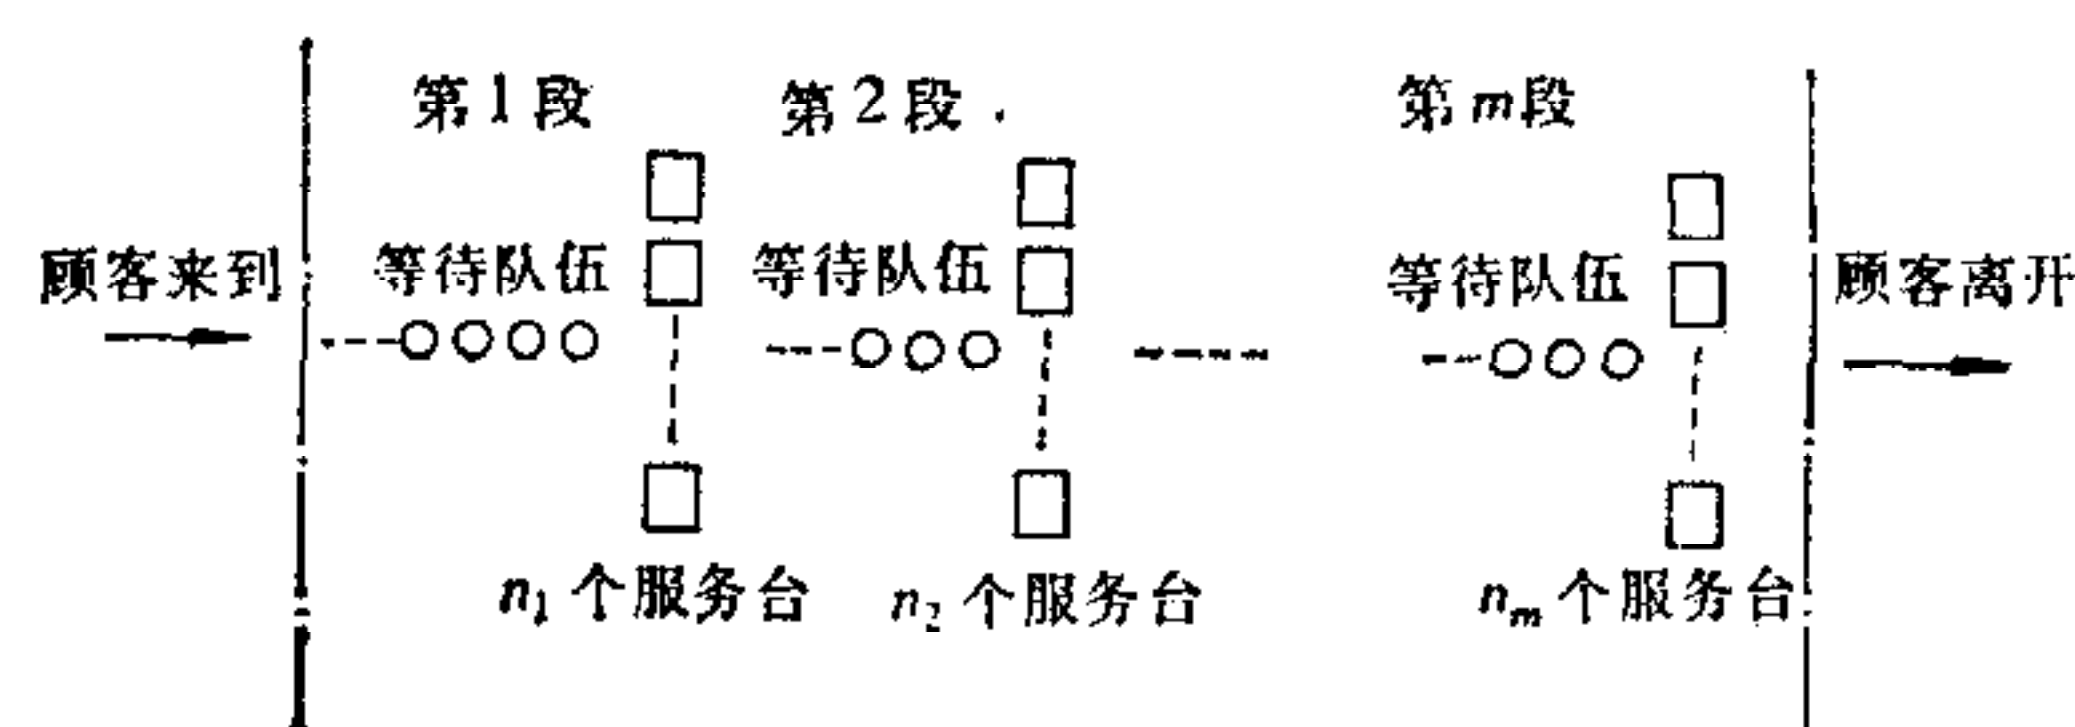 第1段 第2段 第m段
顾客来到 等待队伍 等待队伍 等待队伍 顾客离开
n₁个服务台 n₂个服务台 nₘ个服务台